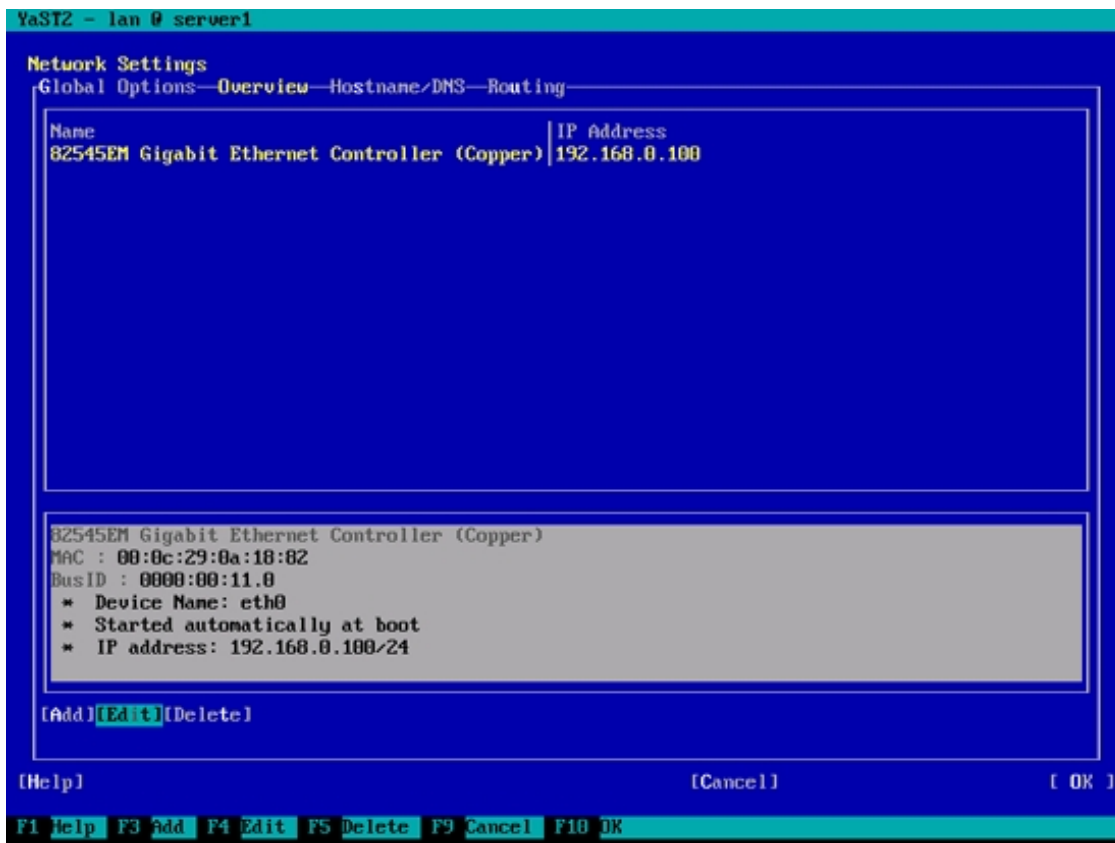 YaST2 - lan @ server1
Network Settings
Global Options—Overview—Hostname/DNS—Routing
Name IP Address
82545EM Gigabit Ethernet Controller (Copper) 192.168.0.100
82545EM Gigabit Ethernet Controller (Copper)
MAC : 00:0c:29:0a:18:82
BusID : 0000:00:11.0
* Device Name: eth0
* Started automatically at boot
* IP address: 192.168.0.100/24
[Add][Edit][Delete]
[Help] [Cancel] [ OK ]
F1 Help F3 Add F4 Edit F5 Delete F9 Cancel F10 OK